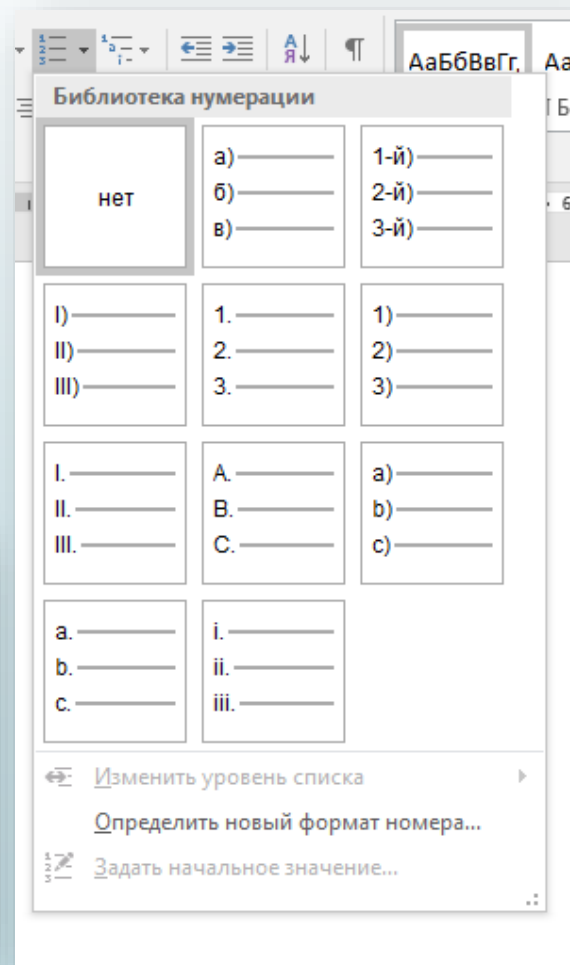 АаБбВвГг, Аа
Библиотека нумерации
нет
а)
б)
в)
1-й)
2-й)
3-й)
I)
II)
III)
1.
2.
3.
1)
2)
3)
I.
II.
III.
A.
B.
C.
a)
b)
c)
a.
b.
c.
i.
ii.
iii.
Изменить уровень списка
Определить новый формат номера...
Задать начальное значение...